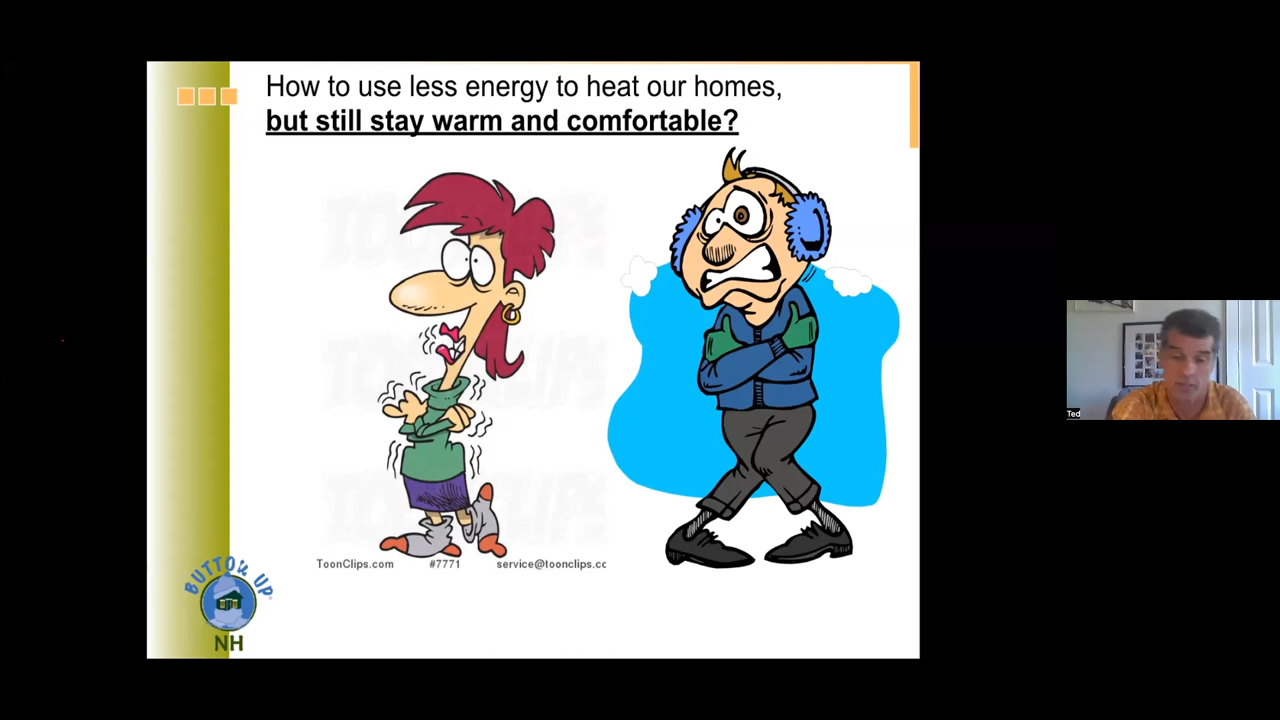 How to use less energy to heat our homes,
but still stay warm and comfortable?
ToonClips.com #7771 service@toonclips.cc
BUTTON UP
NH
Ted